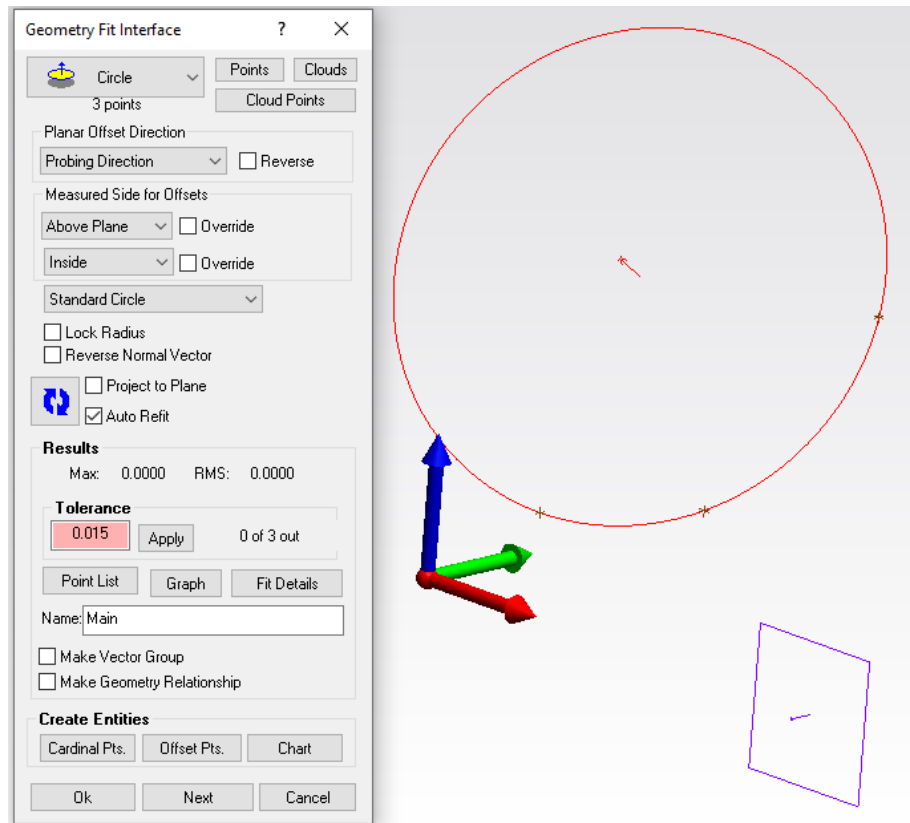 Geometry Fit Interface ? ×
Circle Points Clouds
3 points Cloud Points
Planar Offset Direction
Probing Direction Reverse
Measured Side for Offsets
Above Plane Override
Inside Override
Standard Circle
Lock Radius
Reverse Normal Vector
Project to Plane
Auto Refit
Results
Max: 0.0000 RMS: 0.0000
Tolerance
0.015 Apply 0 of 3 out
Point List Graph Fit Details
Name: Main
Make Vector Group
Make Geometry Relationship
Create Entities
Cardinal Pts. Offset Pts. Chart
Ok Next Cancel